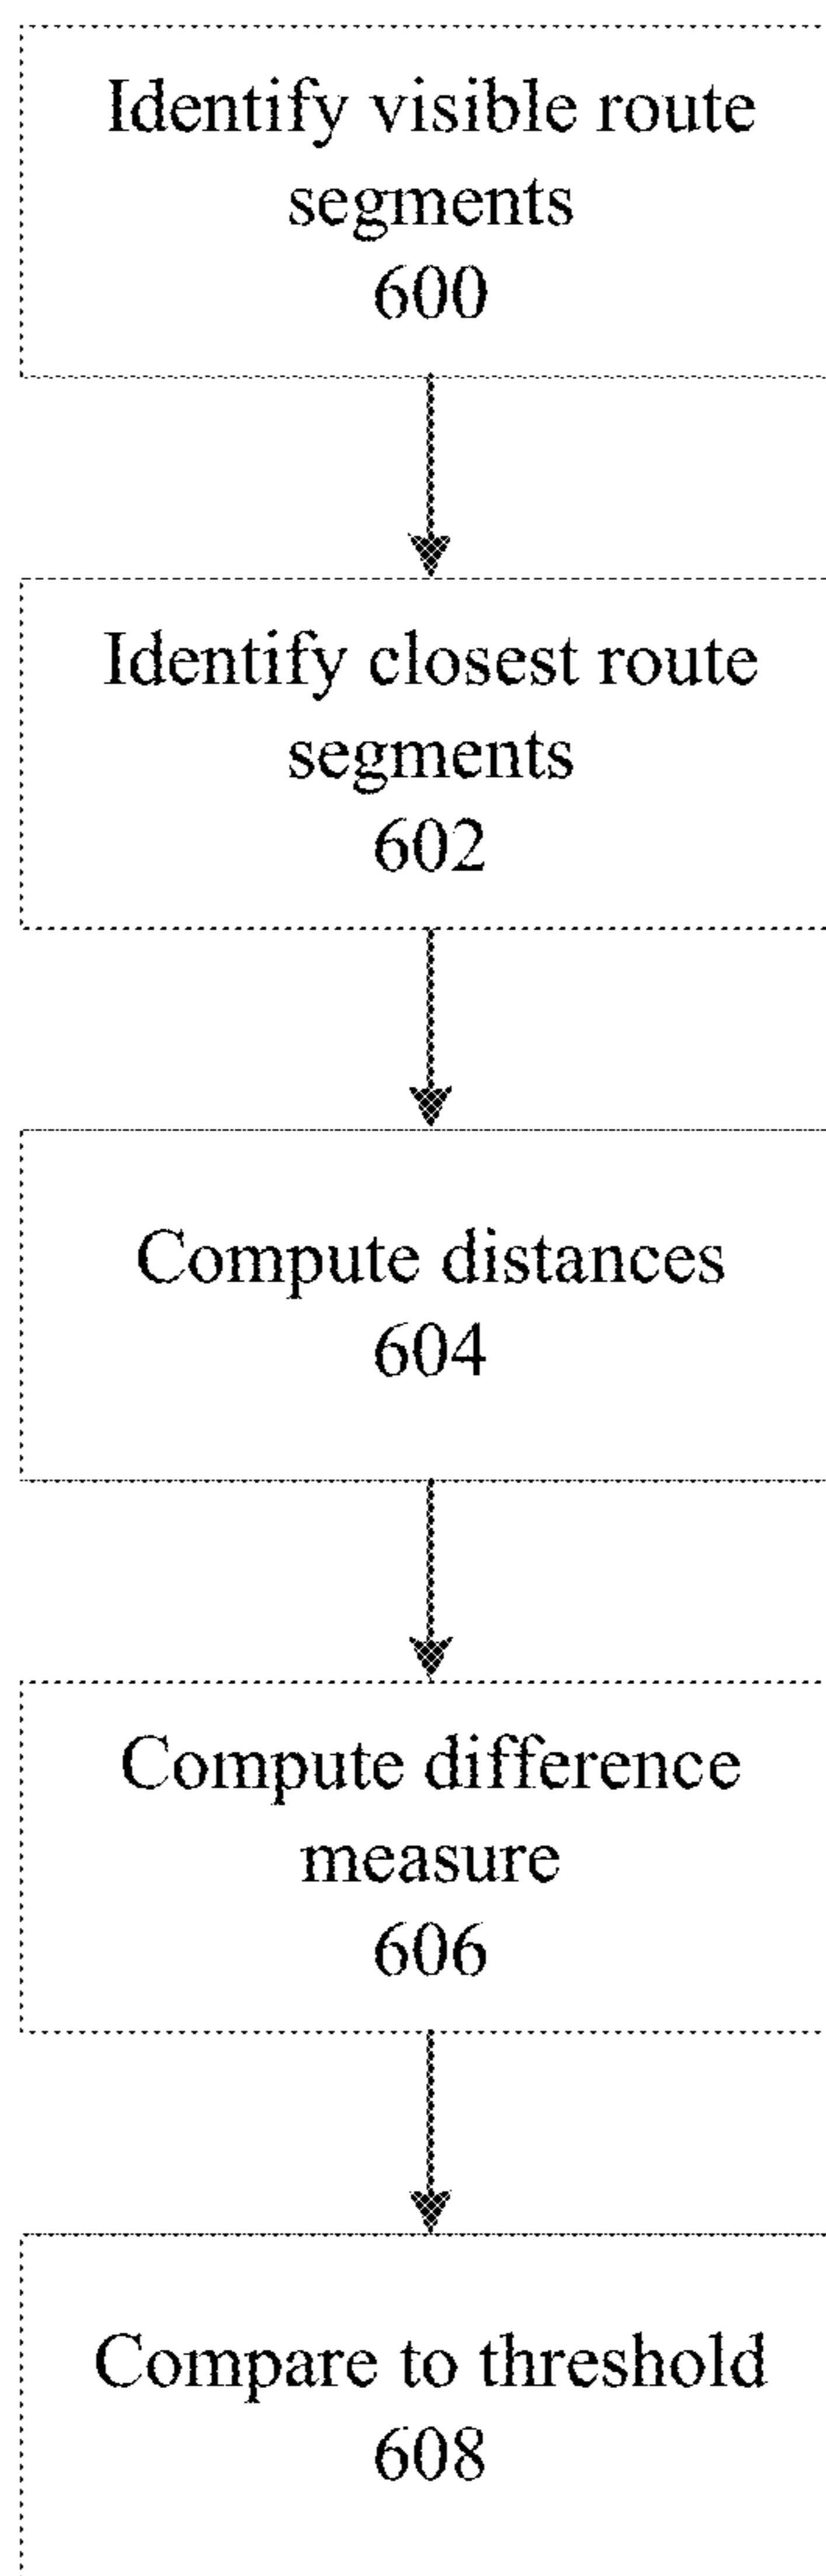 Identify visible route
segments
600
Identify closest route
segments
602
Compute distances
604
Compute difference
measure
606
Compare to threshold
608